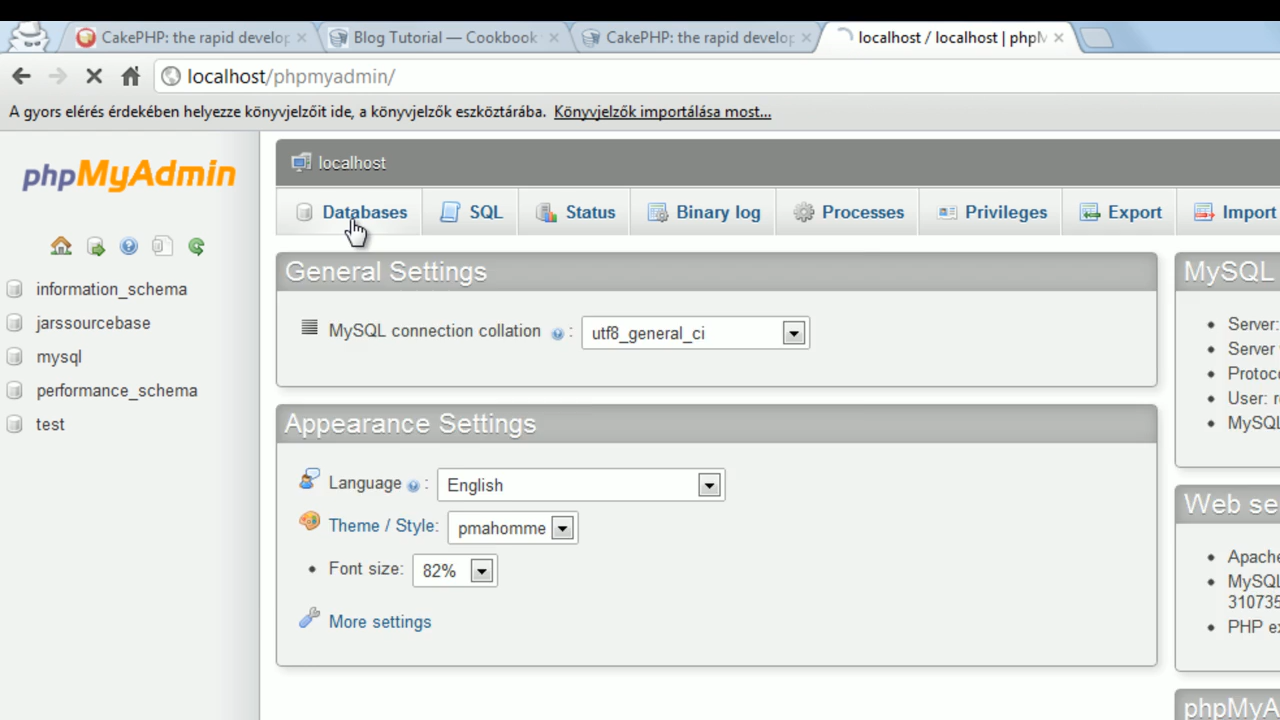 CakePHP: the rapid develop
Blog Tutorial — Cookbook
CakePHP: the rapid develop
localhost / localhost | phpM
localhost/phpmyadmin/
A gyors elérés érdekében helyezze könyvjelzőit ide, a könyvjelzők eszköztárába. Könyvjelzők importálása most...
phpMyAdmin
information_schema
jarssourcebase
mysql
performance_schema
test
localhost
Databases SQL Status Binary log Processes Privileges Export Import
General Settings
MySQL connection collation : utf8_general_ci
Appearance Settings
Language : English
Theme / Style: pmahomme
• Font size: 82%
More settings
MySQL
• Server:
• Server
• Protoco
• User: r
• MySQL
Web se
• Apache
• MySQL
310735
• PHP ex
phpMyA